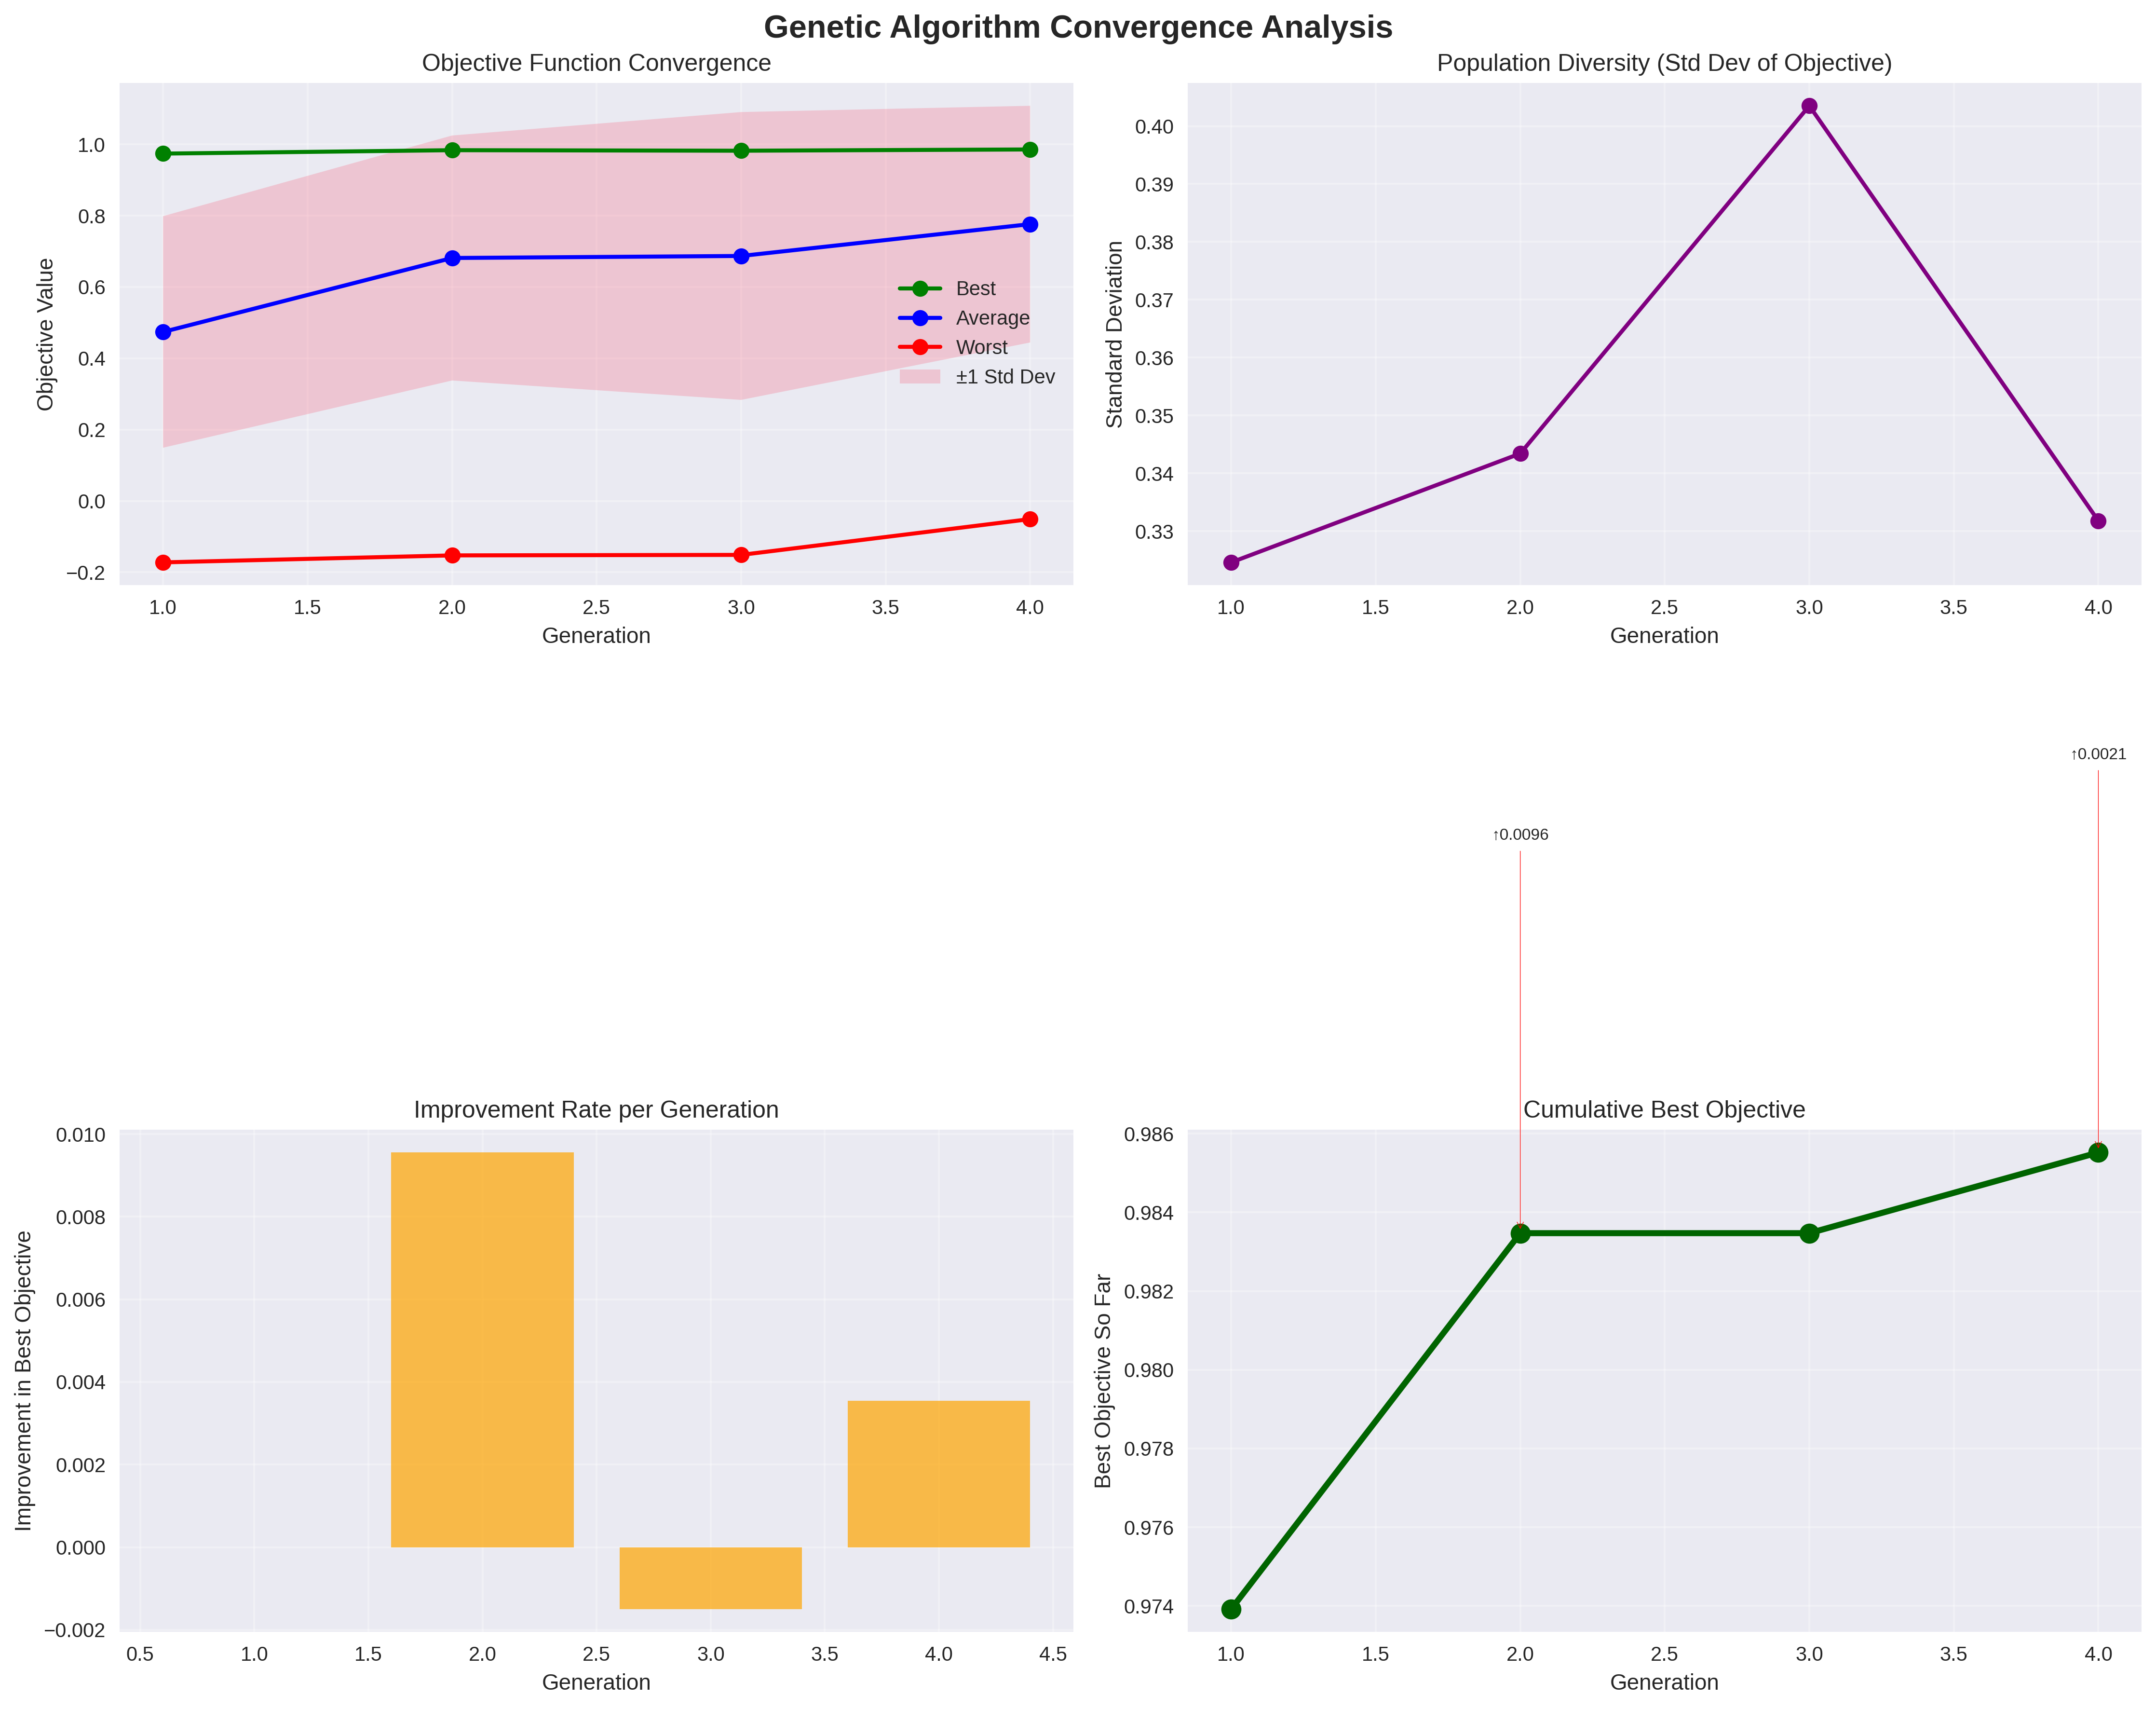 Genetic Algorithm Convergence Analysis
Objective Function Convergence
Objective Value
1.0
0.8
0.6
0.4
0.2
0.0
−0.2
Best
Average
Worst
±1 Std Dev
1.0 1.5 2.0 2.5 3.0 3.5 4.0
Generation
Population Diversity (Std Dev of Objective)
Standard Deviation
0.40
0.39
0.38
0.37
0.36
0.35
0.34
0.33
1.0 1.5 2.0 2.5 3.0 3.5 4.0
Generation
Improvement Rate per Generation
Improvement in Best Objective
0.010
0.008
0.006
0.004
0.002
0.000
−0.002
0.5 1.0 1.5 2.0 2.5 3.0 3.5 4.0 4.5
Generation
↑0.0021
↑0.0096
Cumulative Best Objective
Best Objective So Far
0.986
0.984
0.982
0.980
0.978
0.976
0.974
1.0 1.5 2.0 2.5 3.0 3.5 4.0
Generation